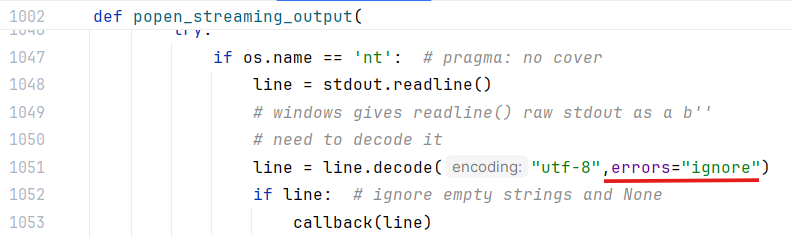 1002 def popen_streaming_output(
1046 try:
1047 if os.name == 'nt':  # pragma: no cover
1048 line = stdout.readline()
1049 # windows gives readline() raw stdout as a b''
1050 # need to decode it
1051 line = line.decode( encoding: "utf-8",errors="ignore")
1052 if line:  # ignore empty strings and None
1053 callback(line)